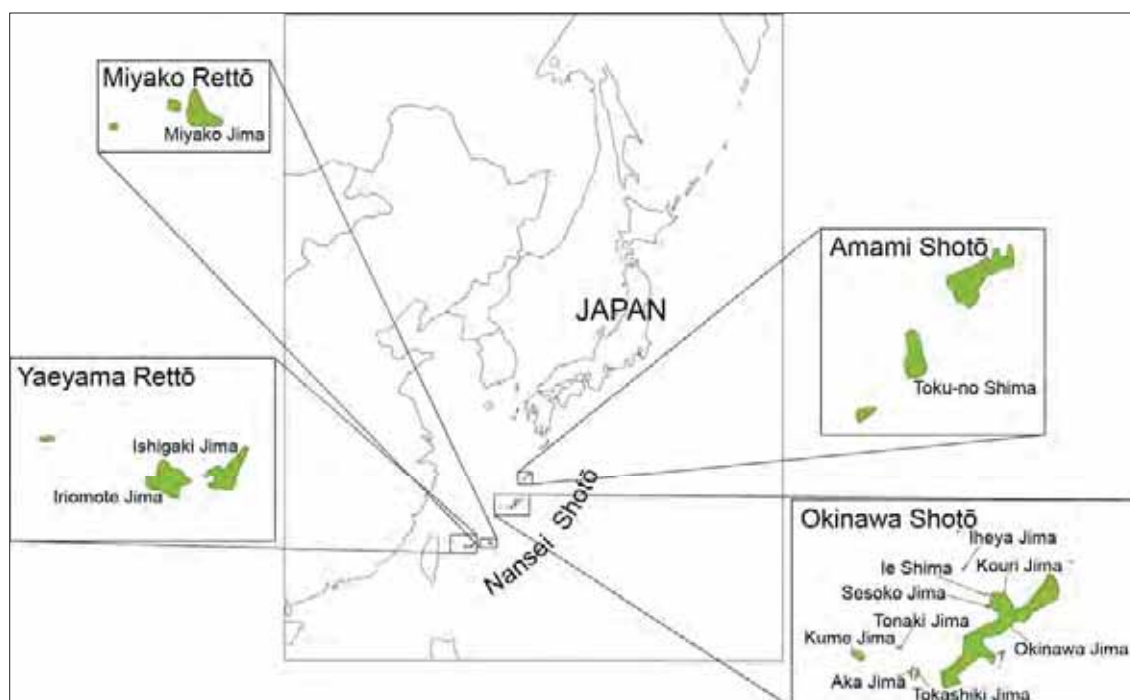 Miyako Rettō
Miyako Jima
JAPAN
Amami Shotō
Toku-no Shima
Yaeyama Rettō
Ishigaki Jima
Iriomote Jima
Nansei Shotō
Okinawa Shotō
Iheya Jima
Ie Shima
Kouri Jima
Sesoko Jima
Tonaki Jima
Kume Jima
Okinawa Jima
Aka Jima
Tokashiki Jima